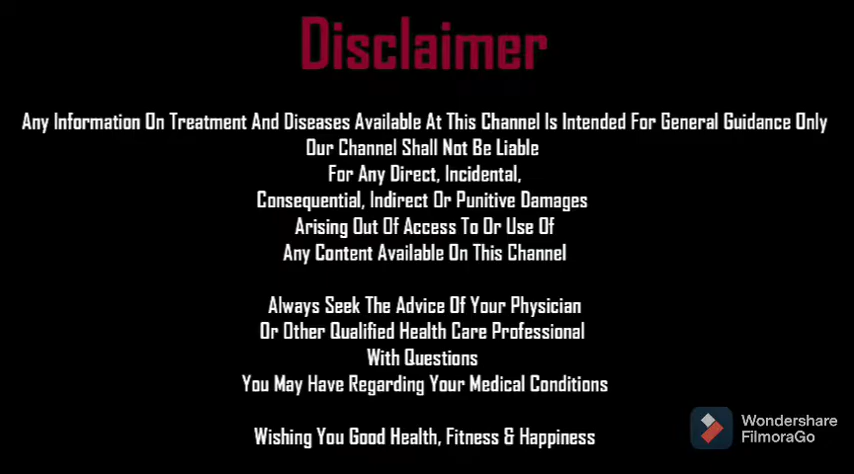 Disclaimer
Any Information On Treatment And Diseases Available At This Channel Is Intended For General Guidance Only
Our Channel Shall Not Be Liable
For Any Direct, Incidental,
Consequential, Indirect Or Punitive Damages
Arising Out Of Access To Or Use Of
Any Content Available On This Channel
Always Seek The Advice Of Your Physician
Or Other Qualified Health Care Professional
With Questions
You May Have Regarding Your Medical Conditions
Wishing You Good Health, Fitness & Happiness
Wondershare
FilmoraGo